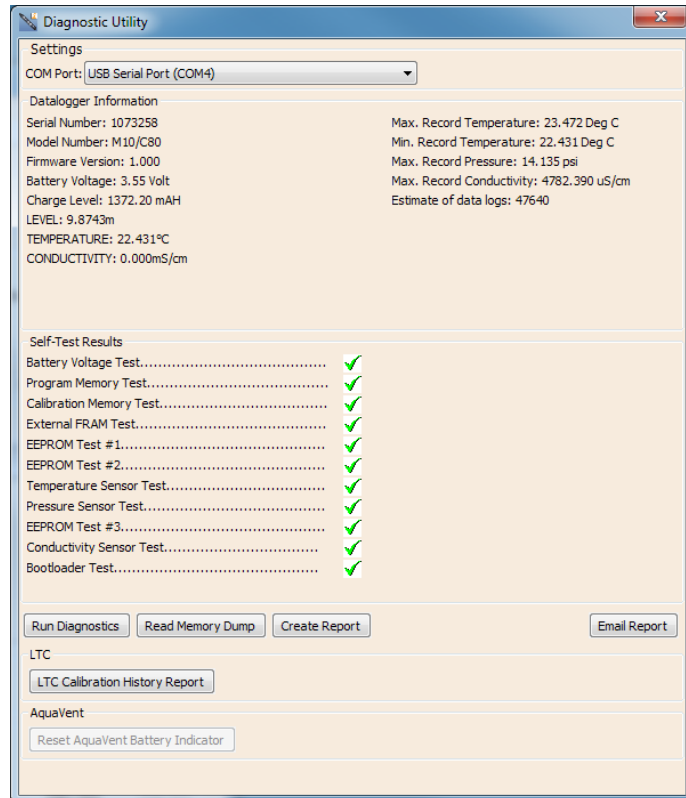 Diagnostic Utility
Settings
COM Port: USB Serial Port (COM4)
Datalogger Information
Serial Number: 1073258
Model Number: M10/C80
Firmware Version: 1.000
Battery Voltage: 3.55 Volt
Charge Level: 1372.20 mAH
LEVEL: 9.8743m
TEMPERATURE: 22.431°C
CONDUCTIVITY: 0.000mS/cm
Max. Record Temperature: 23.472 Deg C
Min. Record Temperature: 22.431 Deg C
Max. Record Pressure: 14.135 psi
Max. Record Conductivity: 4782.390 uS/cm
Estimate of data logs: 47640
Self-Test Results
Battery Voltage Test.........................................
Program Memory Test........................................
Calibration Memory Test.....................................
External FRAM Test...........................................
EEPROM Test #1.............................................
EEPROM Test #2.............................................
Temperature Sensor Test...................................
Pressure Sensor Test........................................
EEPROM Test #3.............................................
Conductivity Sensor Test..................................
Bootloader Test.............................................
Run Diagnostics Read Memory Dump Create Report Email Report
LTC
LTC Calibration History Report
AquaVent
Reset AquaVent Battery Indicator